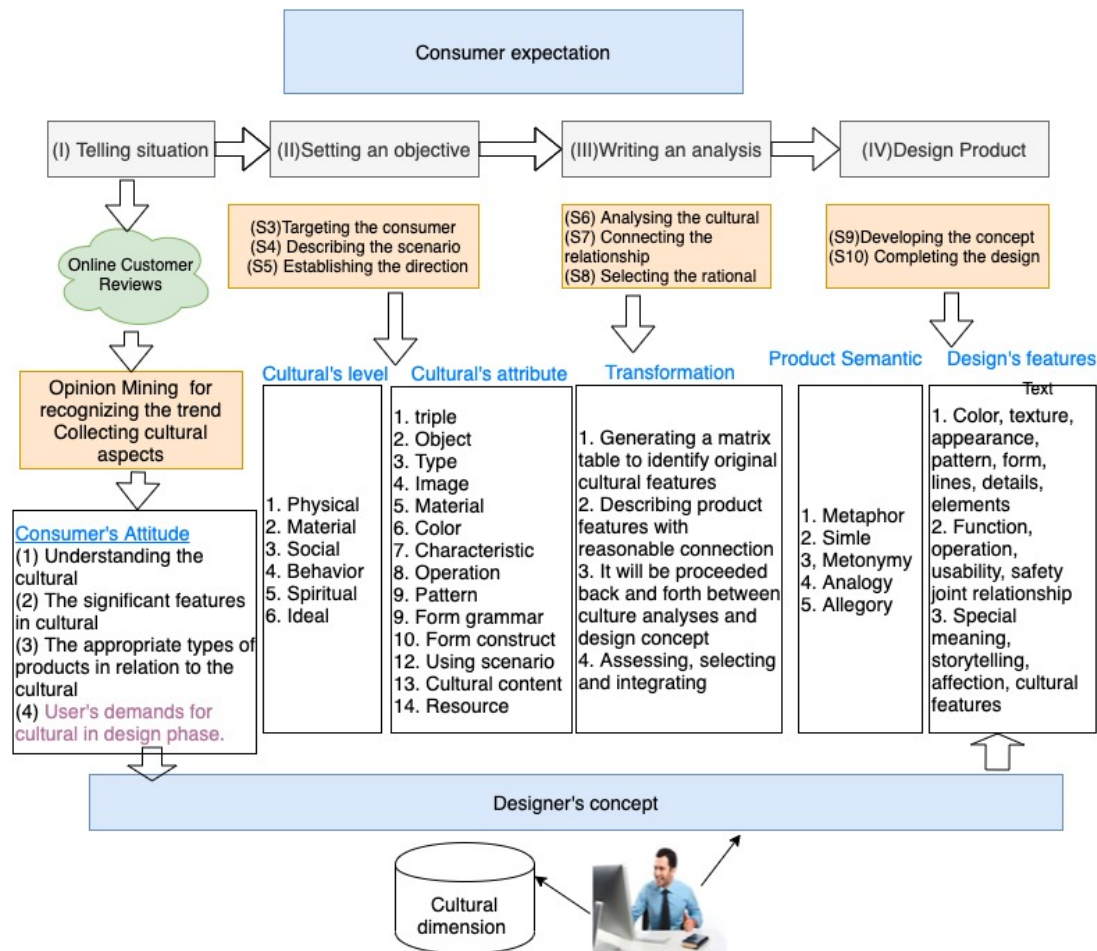 Consumer expectation
(I) Telling situation
(II)Setting an objective
(III)Writing an analysis
(IV)Design Product
Online Customer
Reviews
(S3)Targeting the consumer
(S4) Describing the scenario
(S5) Establishing the direction
(S6) Analysing the cultural
(S7) Connecting the
relationship
(S8) Selecting the rational
(S9)Developing the concept
(S10) Completing the design
Opinion Mining for
recognizing the trend
Collecting cultural
aspects
Consumer's Attitude
(1) Understanding the
cultural
(2) The significant features
in cultural
(3) The appropriate types of
products in relation to the
cultural
(4) User's demands for
cultural in design phase.
Cultural's level
1. Physical
2. Material
3. Social
4. Behavior
5. Spiritual
6. Ideal
Cultural's attribute
1. triple
2. Object
3. Type
4. Image
5. Material
6. Color
7. Characteristic
8. Operation
9. Pattern
9. Form grammar
10. Form construct
12. Using scenario
13. Cultural content
14. Resource
Transformation
1. Generating a matrix
table to identify original
cultural features
2. Describing product
features with
reasonable connection
3. It will be proceeded
back and forth between
culture analyses and
design concept
4. Assessing, selecting
and integrating
Product Semantic
1. Metaphor
2. Simle
3, Metonymy
4. Analogy
5. Allegory
Design's features
Text
1. Color, texture,
appearance,
pattern, form,
lines, details,
elements
2. Function,
operation,
usability, safety
joint relationship
3. Special
meaning,
storytelling,
affection, cultural
features
Designer's concept
Cultural
dimension